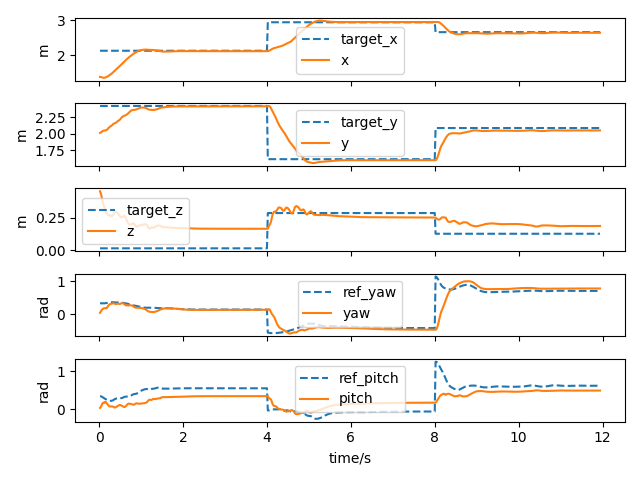 3
2
m
target_x
x
2.25
2.00
1.75
m
target_y
y
0.25
0.00
m
target_z
z
1
0
rad
ref_yaw
yaw
1
0
rad
ref_pitch
pitch
0 2 4 6 8 10 12
time/s